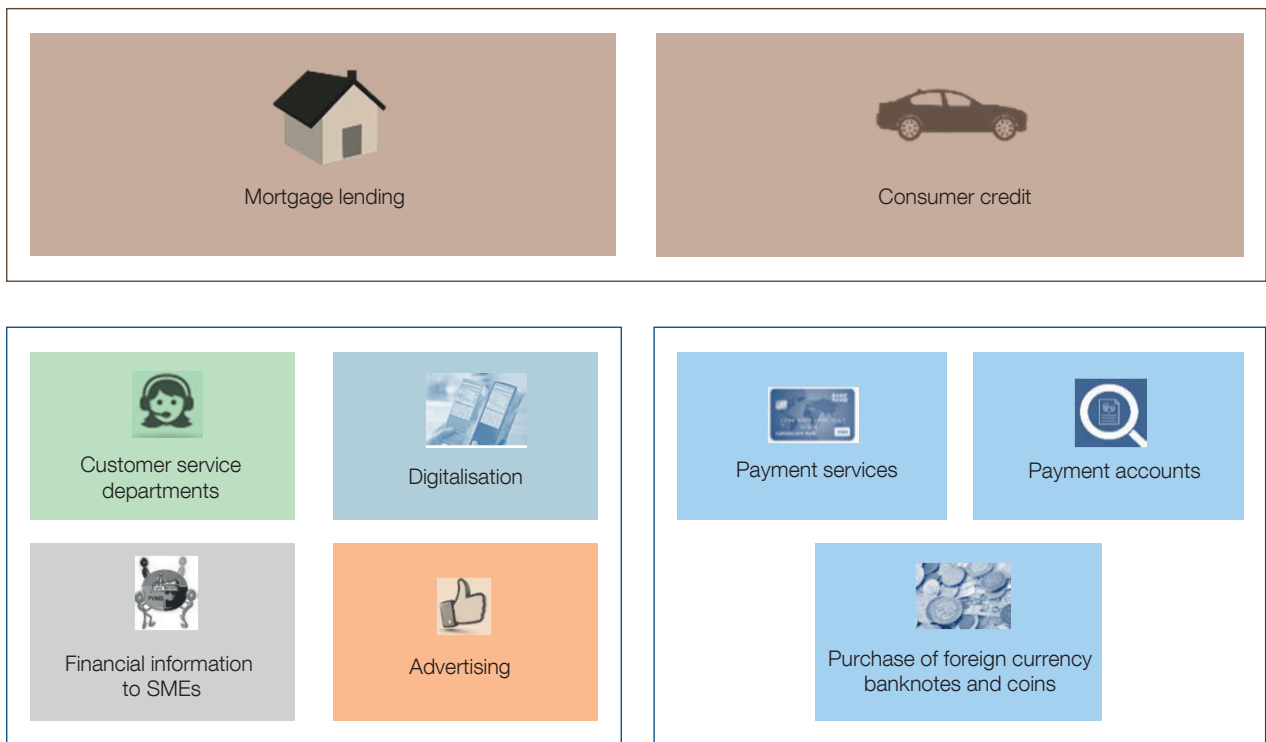 Mortgage lending
Consumer credit
Customer service
departments
Digitalisation
Payment services
Payment accounts
Financial information
to SMEs
Advertising
Purchase of foreign currency
banknotes and coins